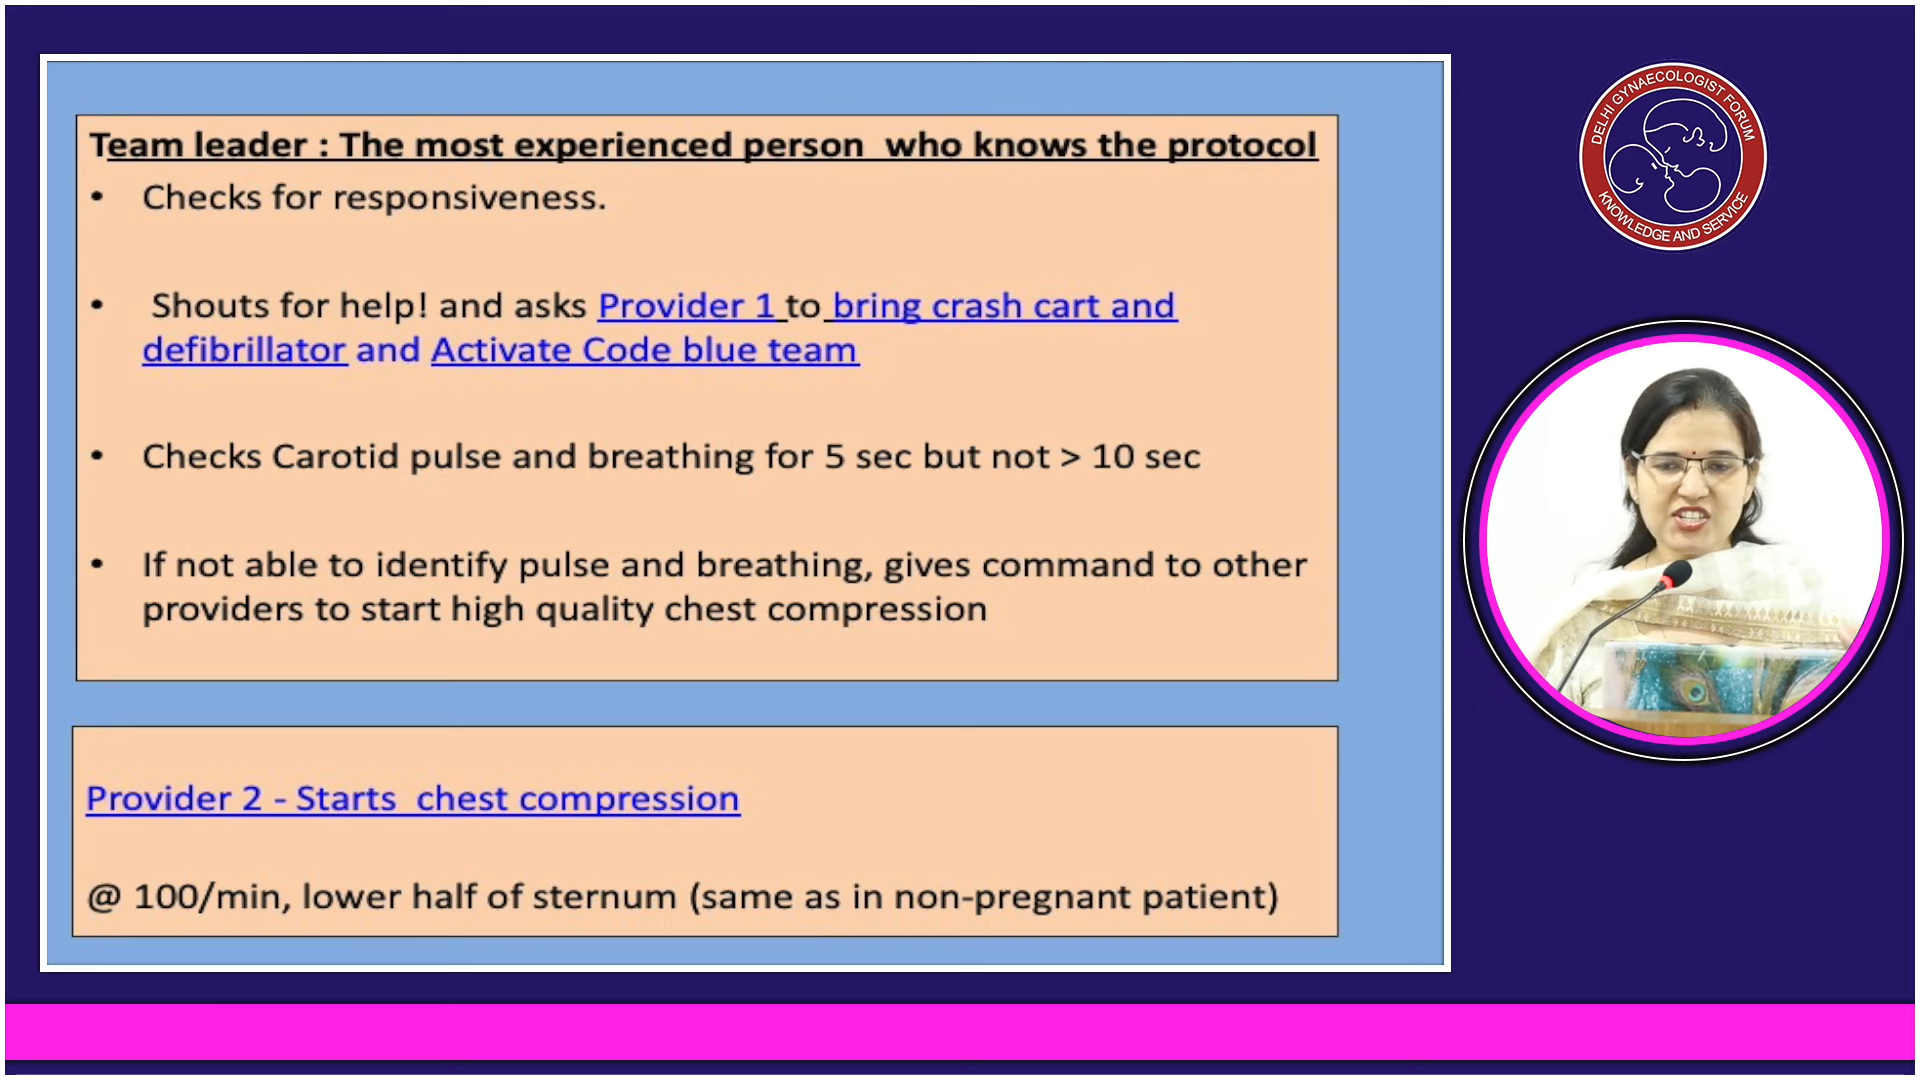 Team leader : The most experienced person who knows the protocol
• Checks for responsiveness.
• Shouts for help! and asks Provider 1 to bring crash cart and
defibrillator and Activate Code blue team
• Checks Carotid pulse and breathing for 5 sec but not > 10 sec
• If not able to identify pulse and breathing, gives command to other
providers to start high quality chest compression
Provider 2 - Starts chest compression
@ 100/min, lower half of sternum (same as in non-pregnant patient)
DELHI GYNAECOLOGIST FORUM
KNOWLEDGE AND SERVICE